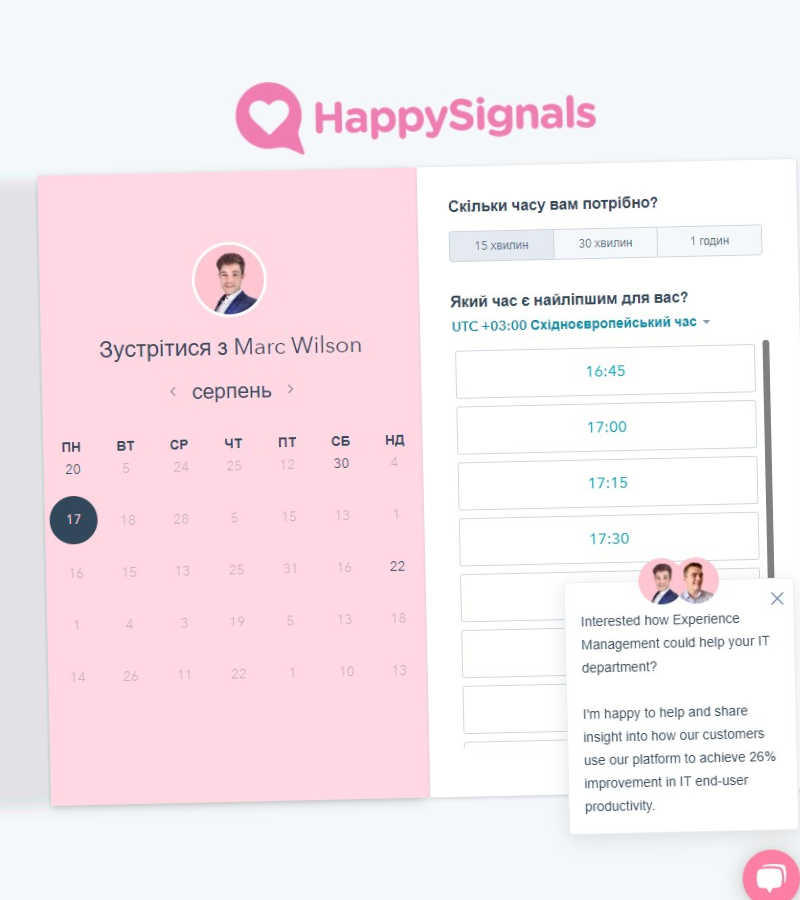 HappySignals
Зустрітися з Marc Wilson
серпень
ПН ВТ СР ЧТ ПТ СБ НД
20 5 24 25 12 30 4
17 18 28 5 15 13 1
16 15 13 25 31 16 22
1 4 3 19 5 13 18
14 26 11 22 1 10 13
Скільки часу вам потрібно?
15 хвилин 30 хвилин 1 годин
Який час є найліпшим для вас?
UTC +03:00 Східноєвропейський час
16:45
17:00
17:15
17:30
Interested how Experience
Management could help your IT
department?
I'm happy to help and share
insight into how our customers
use our platform to achieve 26%
improvement in IT end-user
productivity.